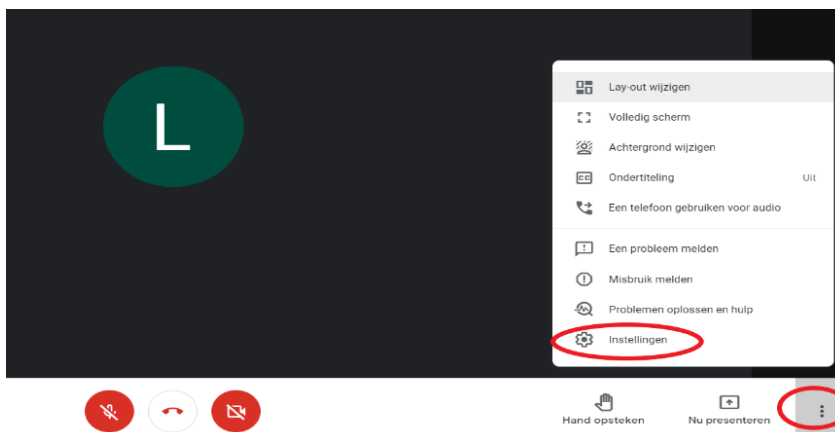 L
Lay-out wijzigen
Volledig scherm
Achtergrond wijzigen
CC Ondertiteling Uit
Een telefoon gebruiken voor audio
Een probleem melden
Misbruik melden
Problemen oplossen en hulp
Instellingen
Hand opsteken Nu presenteren